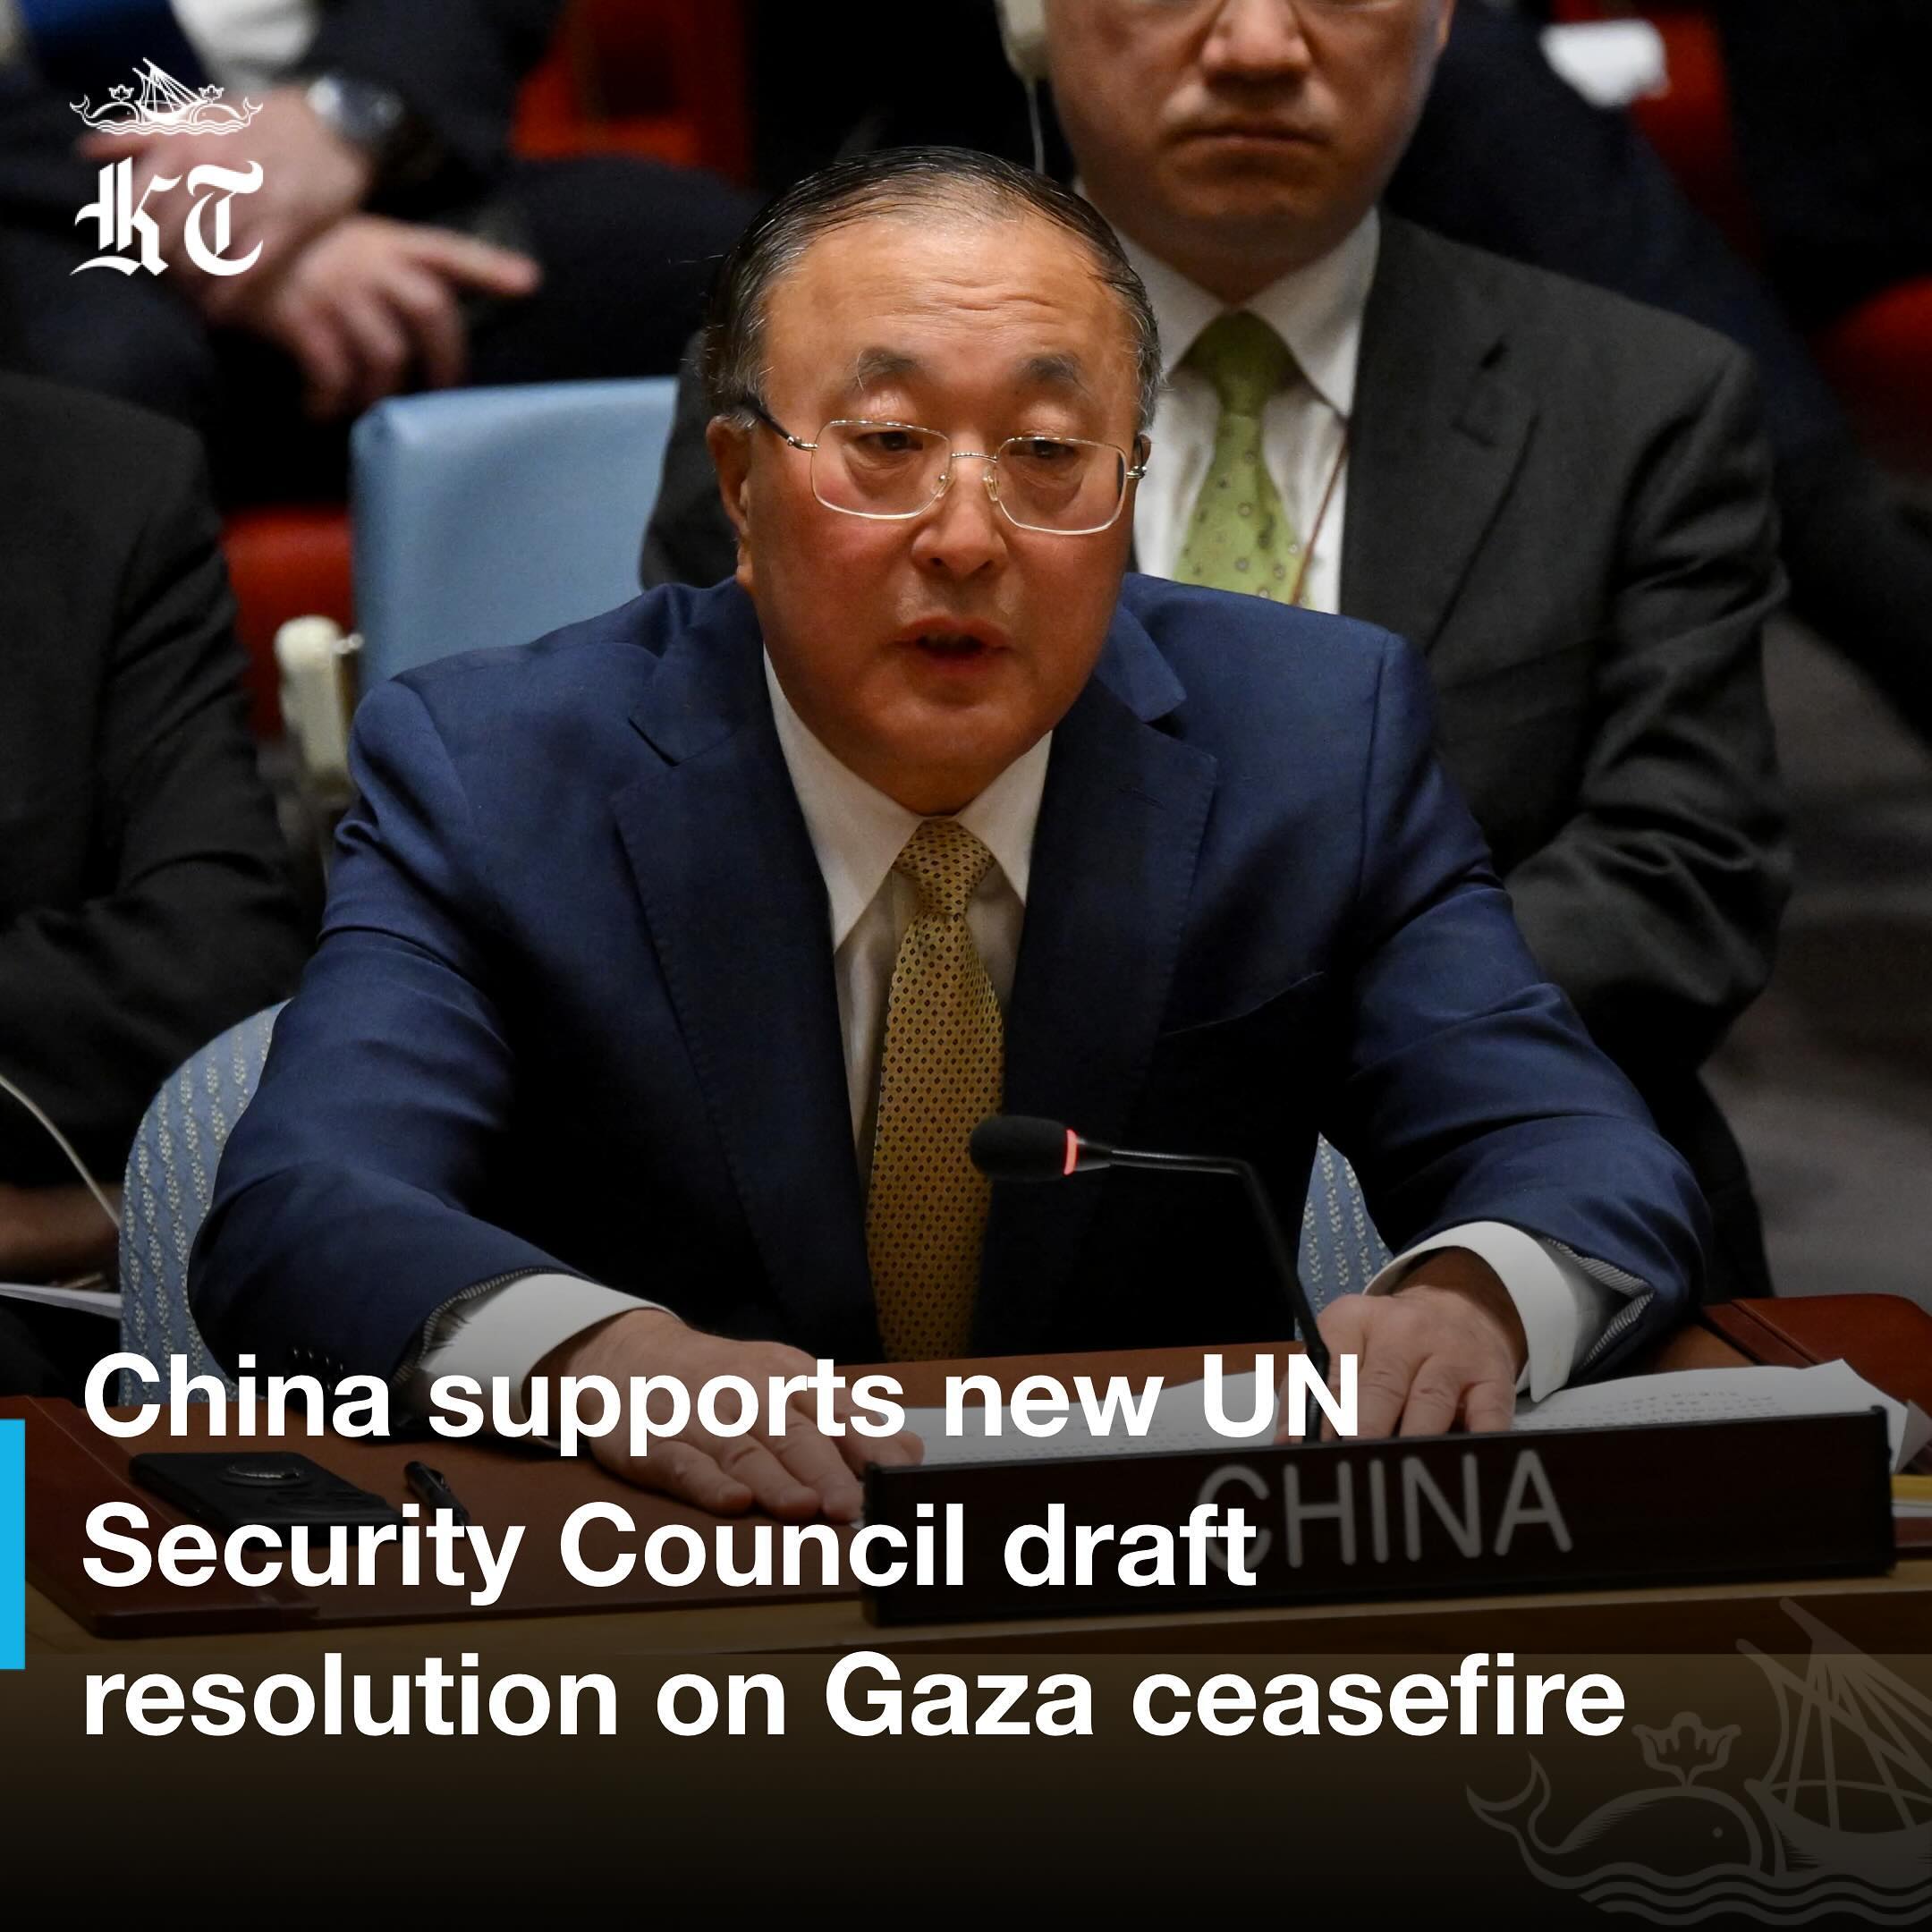 KT
China supports new UN
CHINA
Security Council draft
resolution on Gaza ceasefire